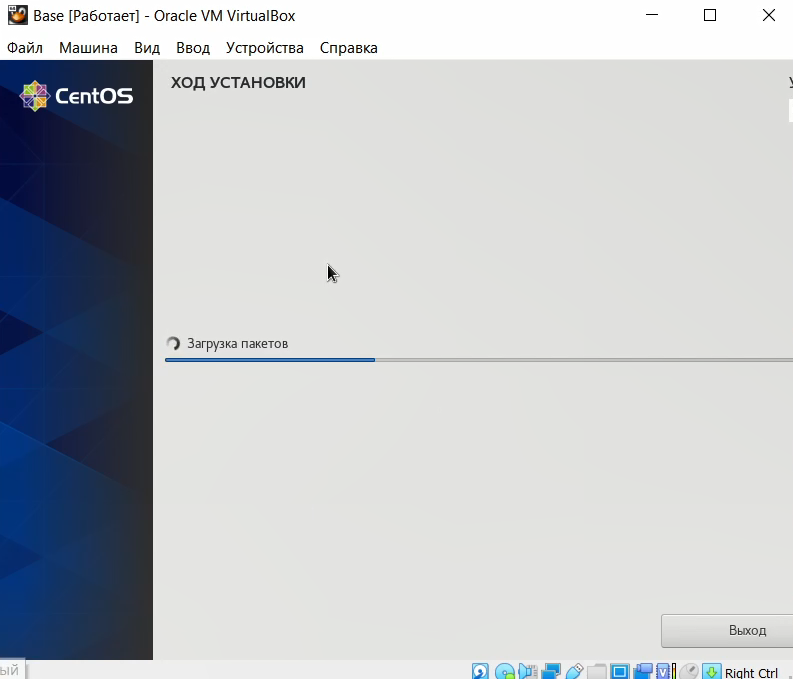 Base [Работает] - Oracle VM VirtualBox
Файл Машина Вид Ввод Устройства Справка
CentOS
ХОД УСТАНОВКИ
Загрузка пакетов
Выход
ый
Right Ctrl